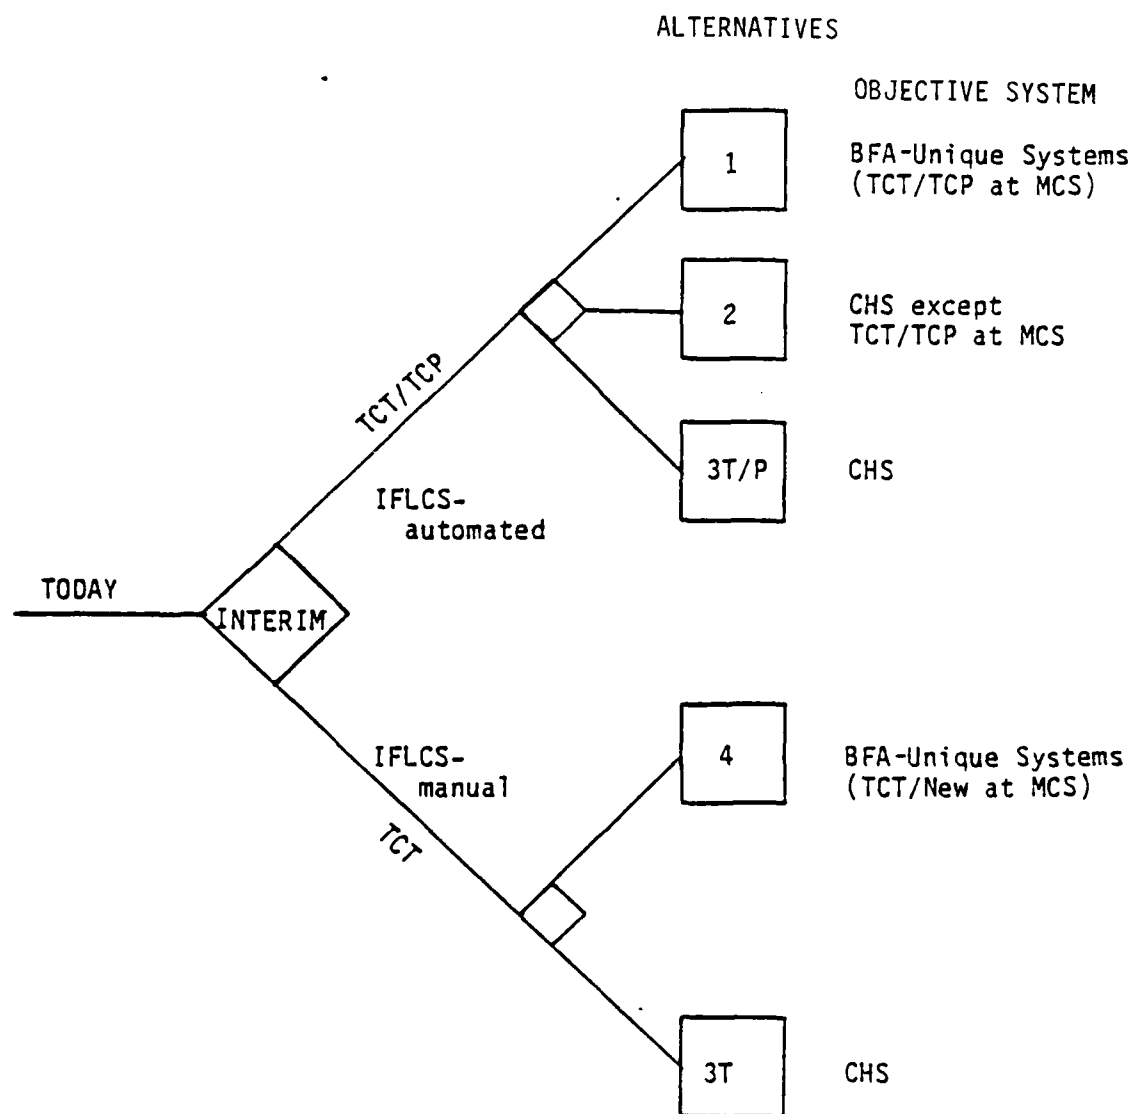 ALTERNATIVES
OBJECTIVE SYSTEM
1
BFA-Unique Systems
(TCT/TCP at MCS)
2
CHS except
TCT/TCP at MCS
TCT/TCP
3T/P
CHS
IFLCS-
automated
TODAY
INTERIM
IFLCS-
manual
TCT
4
BFA-Unique Systems
(TCT/New at MCS)
3T
CHS